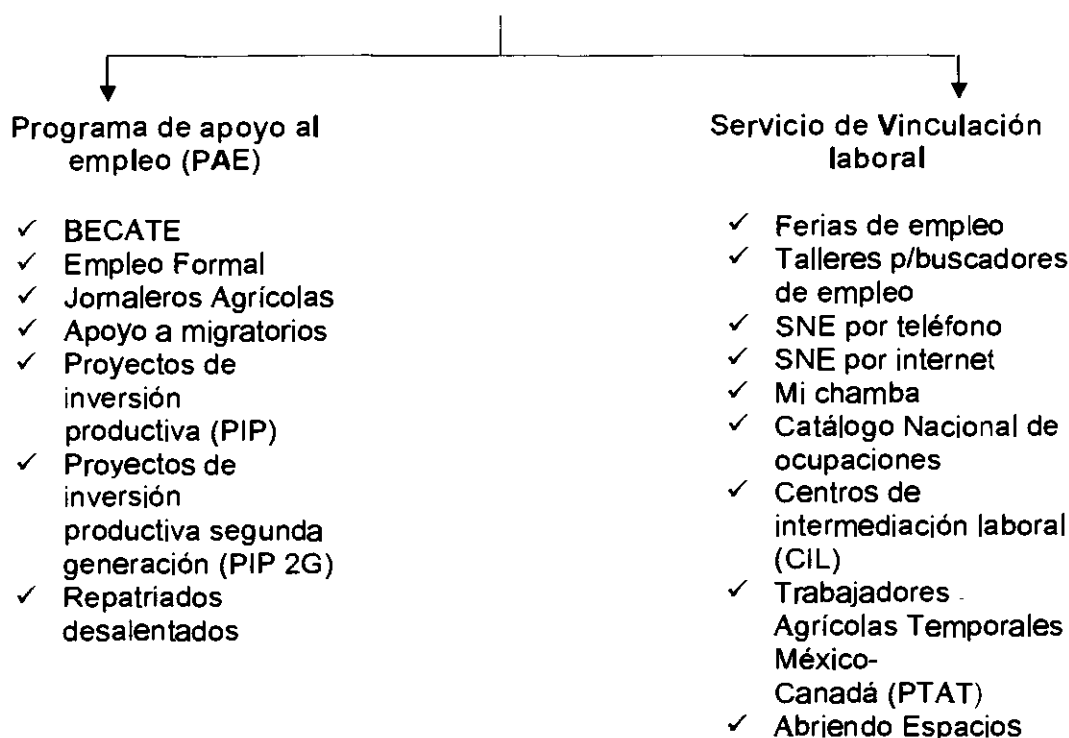 Programa de apoyo al
empleo (PAE)
✓ BECATE
✓ Empleo Formal
✓ Jornaleros Agrícolas
✓ Apoyo a migratorios
✓ Proyectos de
inversión
productiva (PIP)
✓ Proyectos de
inversión
productiva segunda
generación (PIP 2G)
✓ Repatriados
desalentados
Servicio de Vinculación
laboral
✓ Ferias de empleo
✓ Talleres p/buscadores
de empleo
✓ SNE por teléfono
✓ SNE por internet
✓ Mi chamba
✓ Catálogo Nacional de
ocupaciones
✓ Centros de
intermediación laboral
(CIL)
✓ Trabajadores
Agrícolas Temporales
México-
Canadá (PTAT)
✓ Abriendo Espacios